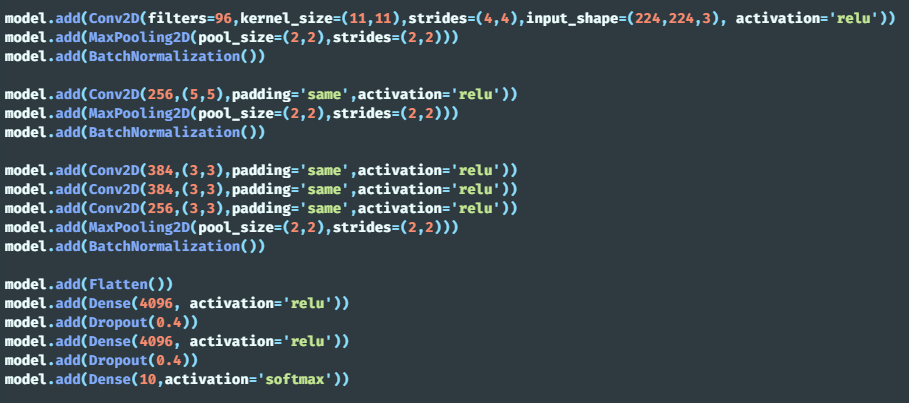 model.add(Conv2D(filters=96,kernel_size=(11,11),strides=(4,4),input_shape=(224,224,3), activation='relu'))
model.add(MaxPooling2D(pool_size=(2,2),strides=(2,2)))
model.add(BatchNormalization())
model.add(Conv2D(256,(5,5),padding='same',activation='relu'))
model.add(MaxPooling2D(pool_size=(2,2),strides=(2,2)))
model.add(BatchNormalization())
model.add(Conv2D(384,(3,3),padding='same',activation='relu'))
model.add(Conv2D(384,(3,3),padding='same',activation='relu'))
model.add(Conv2D(256,(3,3),padding='same',activation='relu'))
model.add(MaxPooling2D(pool_size=(2,2),strides=(2,2)))
model.add(BatchNormalization())
model.add(Flatten())
model.add(Dense(4096, activation='relu'))
model.add(Dropout(0.4))
model.add(Dense(4096, activation='relu'))
model.add(Dropout(0.4))
model.add(Dense(10,activation='softmax'))